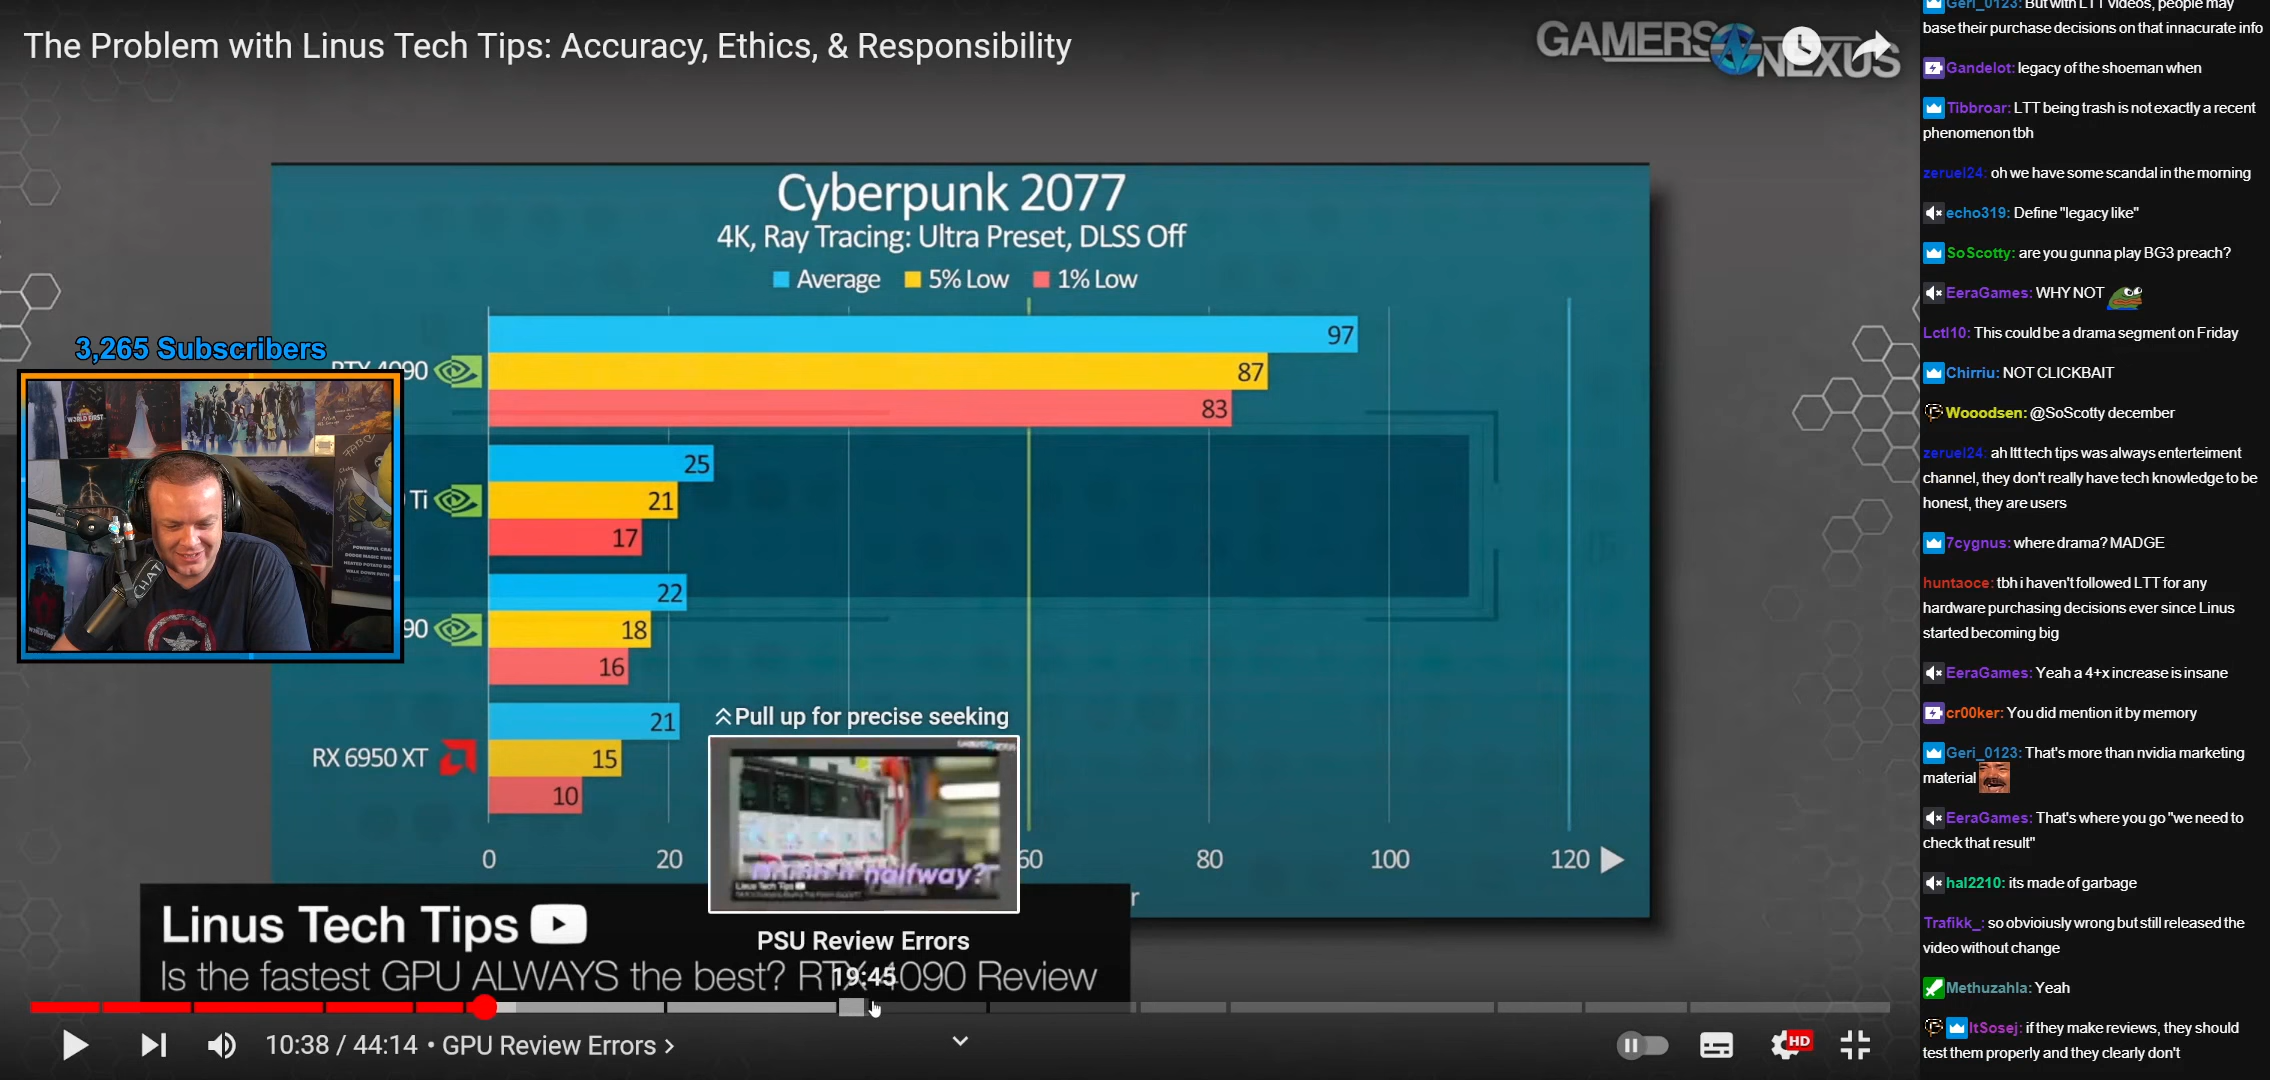 The Problem with Linus Tech Tips: Accuracy, Ethics, & Responsibility
GAMERS NEXUS
Cyberpunk 2077
4K, Ray Tracing: Ultra Preset, DLSS Off
Average 5% Low 1% Low
3,265 Subscribers
RTX 4090
97
87
83
Ti
25
21
17
90
22
18
16
RX 6950 XT
21
15
10
0 20 60 80 100 120
WORLD FIRST
CHAT
Pull up for precise seeking
halfway?
Linus Tech Tips
PSU Review Errors
19:45
Linus Tech Tips
Is the fastest GPU ALWAYS the best? RTX 4090 Review
10:38 / 44:14 • GPU Review Errors >
HD
Geri_0123: But with LTT videos, people may
base their purchase decisions on that innacurate info
Gandelot: legacy of the shoeman when
Tibbroar: LTT being trash is not exactly a recent
phenomenon tbh
zeruel24: oh we have some scandal in the morning
echo319: Define "legacy like"
SoScotty: are you gunna play BG3 preach?
EeraGames: WHY NOT
Lctl10: This could be a drama segment on Friday
Chirriu: NOT CLICKBAIT
Wooodsen: @SoScotty december
zeruel24: ah ltt tech tips was always enterteiment
channel, they don't really have tech knowledge to be
honest, they are users
7cygnus: where drama? MADGE
huntaoce: tbh i haven't followed LTT for any
hardware purchasing decisions ever since Linus
started becoming big
EeraGames: Yeah a 4+x increase is insane
cr00ker: You did mention it by memory
Geri_0123: That's more than nvidia marketing
material
EeraGames: That's where you go "we need to
check that result"
hal2210: its made of garbage
Trafikk_: so obvioiusly wrong but still released the
video without change
Methuzahla: Yeah
ItSosej: if they make reviews, they should
test them properly and they clearly don't